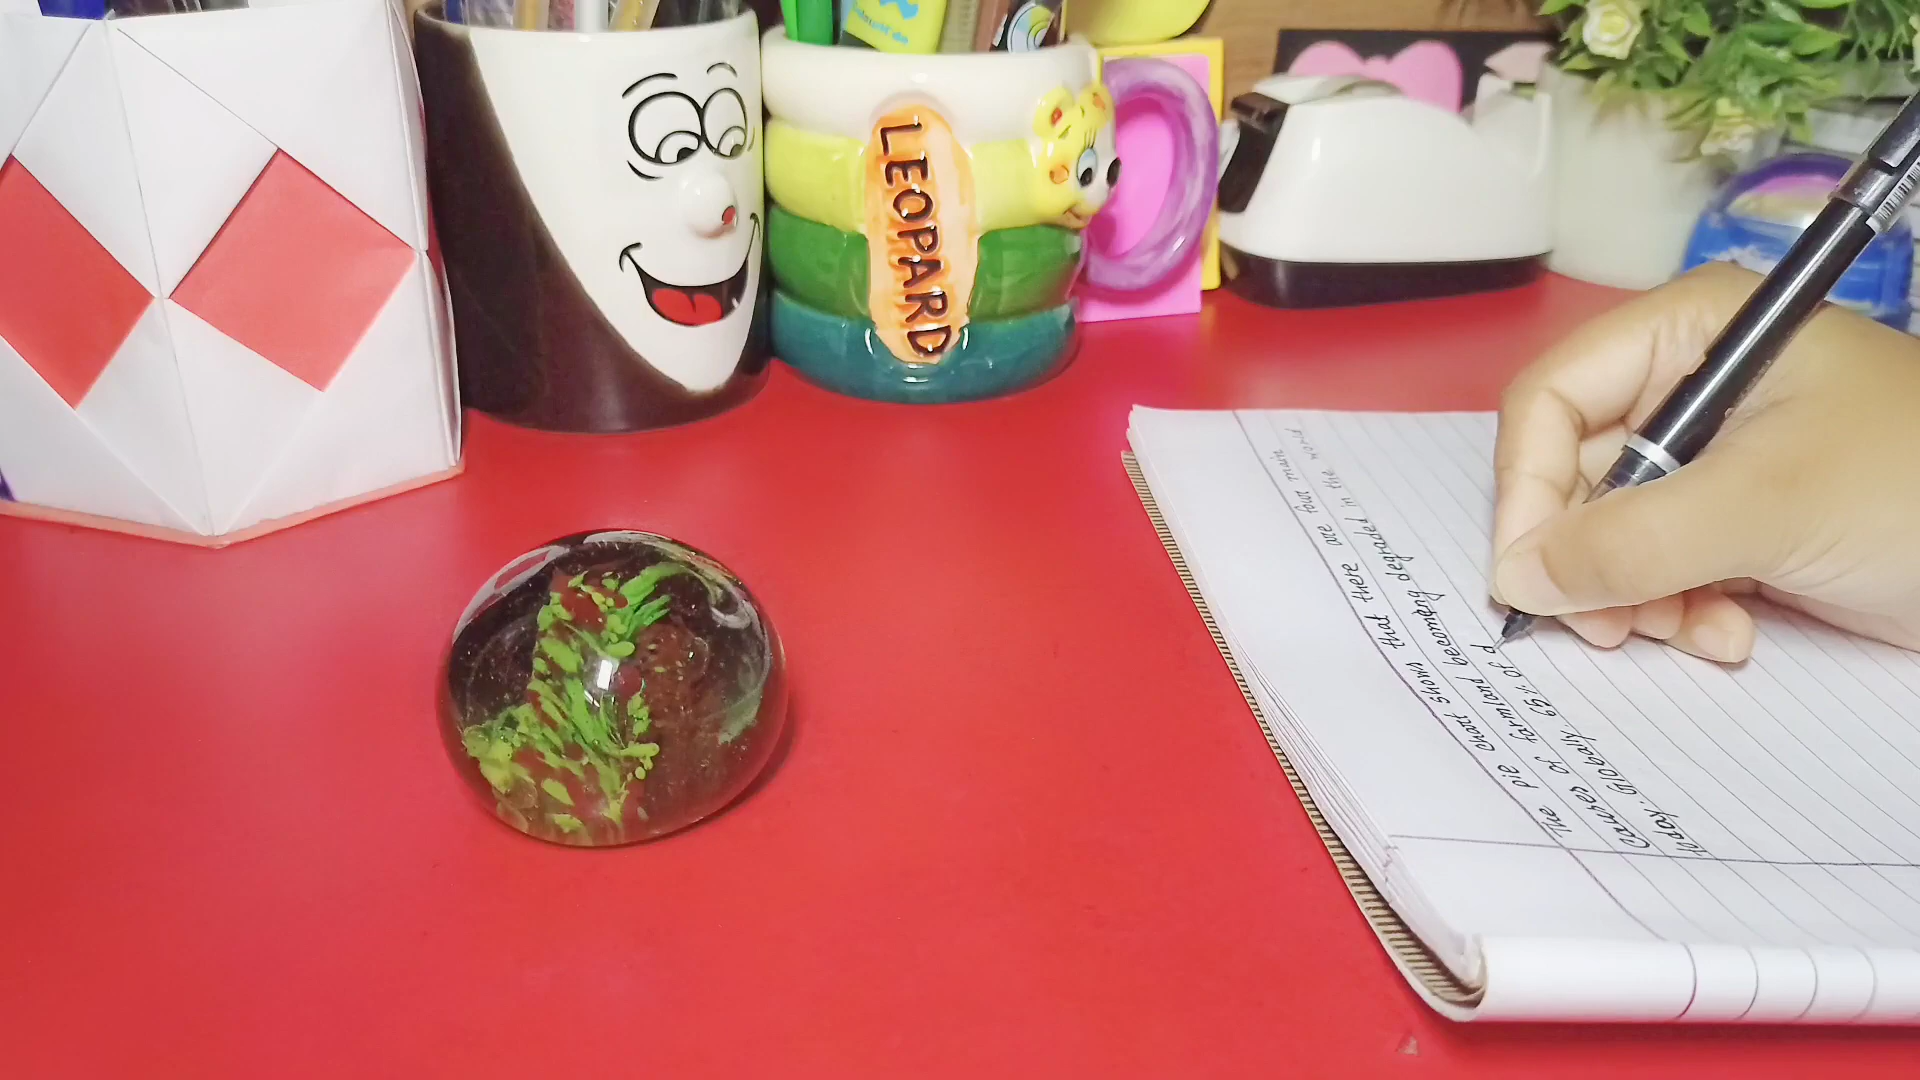 LEOPARD
The pie chart shows that there are four main
causes of farmland becoming degraded in the world
today. Globally. 65% of d